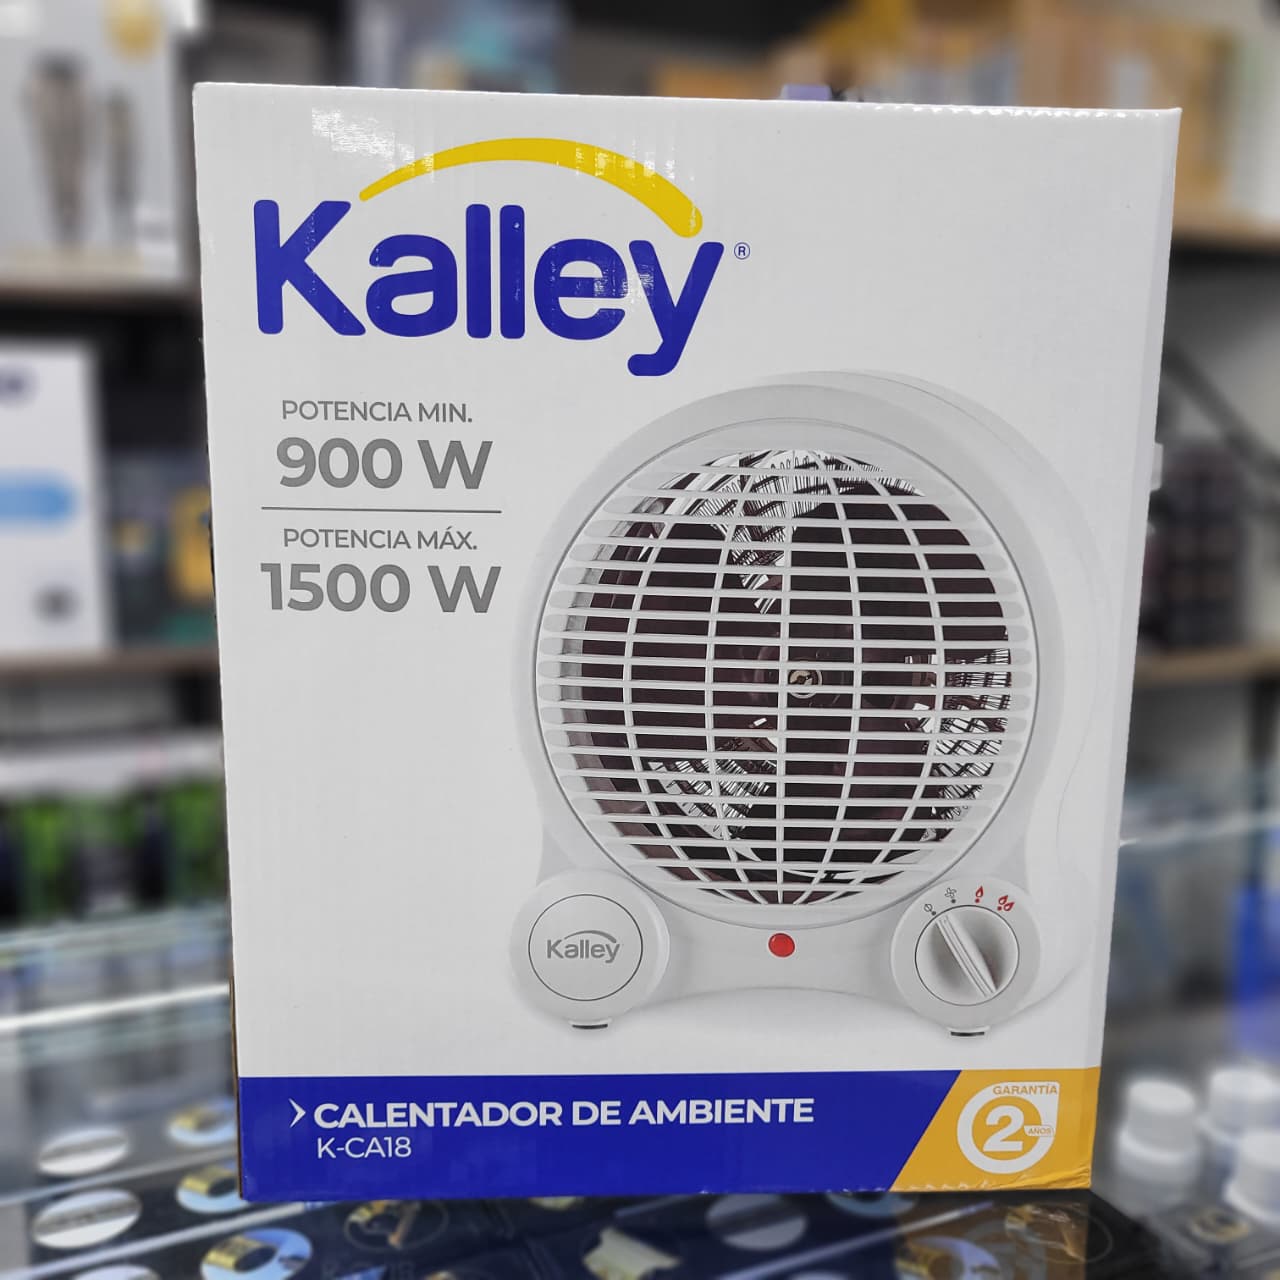 Kalley®
POTENCIA MIN.
900 W
POTENCIA MÁX.
1500 W
Kalley
CALENTADOR DE AMBIENTE
K-CA18
GARANTÍA
2
AÑOS